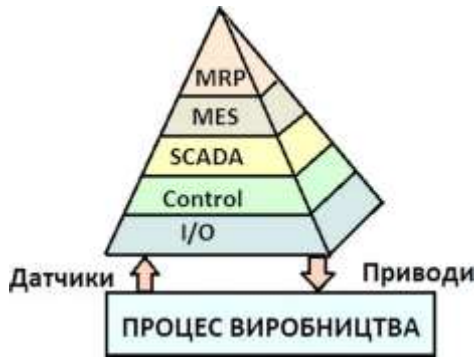 MRP
MES
SCADA
Control
I/O
Датчики
Приводи
ПРОЦЕС ВИРОБНИЦТВА